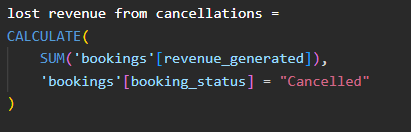 lost revenue from cancellations =
CALCULATE(
    SUM('bookings'[revenue_generated]),
    'bookings'[booking_status] = "Cancelled"
)